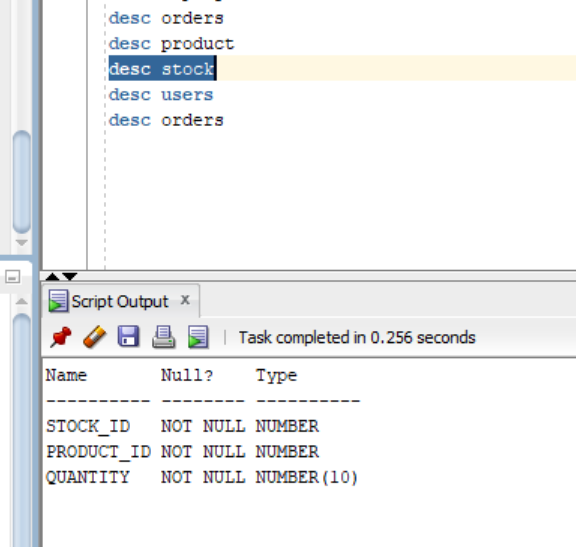 desc orders
desc product
desc stock
desc users
desc orders
Script Output x
Task completed in 0.256 seconds
Name Null? Type
---------- -------- ----------
STOCK_ID NOT NULL NUMBER
PRODUCT_ID NOT NULL NUMBER
QUANTITY NOT NULL NUMBER(10)